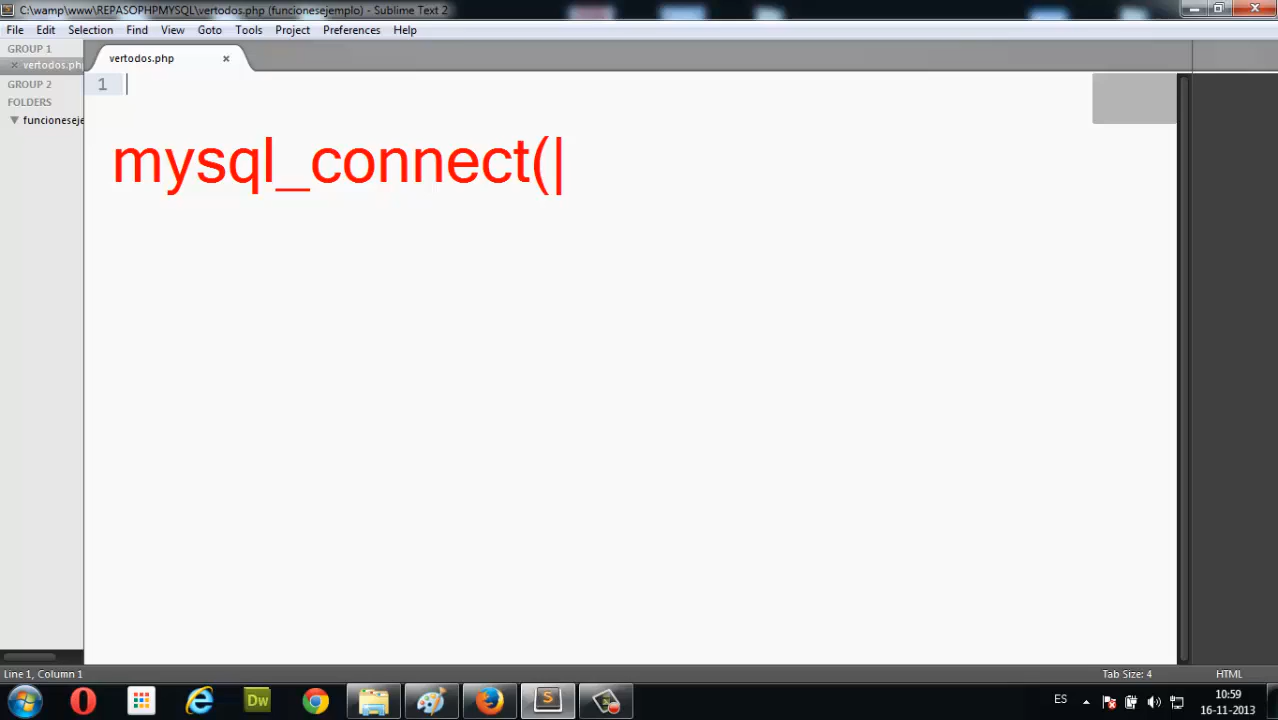 C:\wamp\www\REPASOPHPMYSQL\vertodos.php (funcionesejemplo) - Sublime Text 2
File Edit Selection Find View Goto Tools Project Preferences Help
GROUP 1
vertodos.ph
GROUP 2
FOLDERS
funcioneseje
vertodos.php
1
mysql_connect(|
Line 1, Column 1
Tab Size: 4
HTML
Dw
S
ES
10:59
16-11-2013